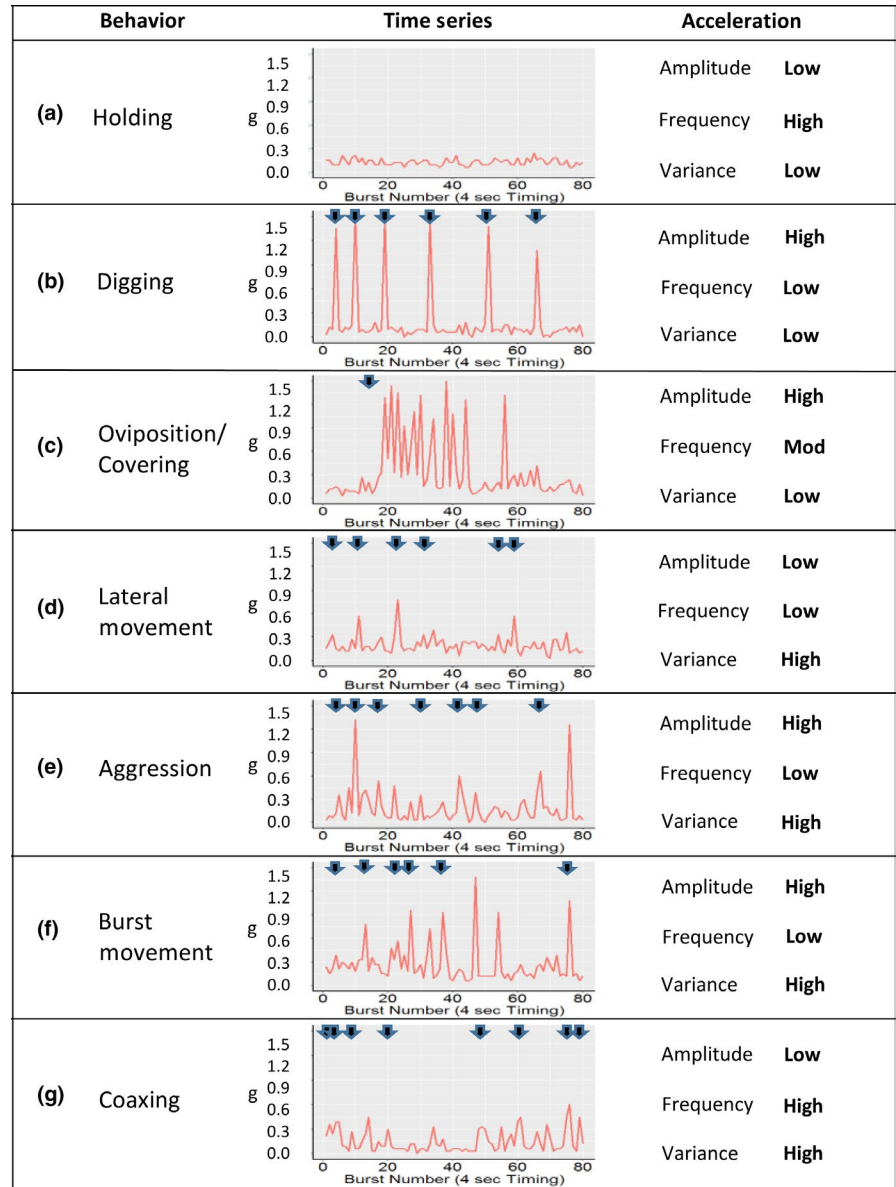 Behavior Time series Acceleration
(a) Holding
g
1.5
1.2
0.9
0.6
0.3
0.0
0 20 40 60 80
Burst Number (4 sec Timing)
Amplitude Low
Frequency High
Variance Low
(b) Digging
g
1.5
1.2
0.9
0.6
0.3
0.0
0 20 40 60 80
Burst Number (4 sec Timing)
Amplitude High
Frequency Low
Variance Low
(c) Oviposition/
Covering
g
1.5
1.2
0.9
0.6
0.3
0.0
0 20 40 60 80
Burst Number (4 sec Timing)
Amplitude High
Frequency Mod
Variance Low
(d) Lateral
movement
g
1.5
1.2
0.9
0.6
0.3
0.0
0 20 40 60 80
Burst Number (4 sec Timing)
Amplitude Low
Frequency Low
Variance High
(e) Aggression
g
1.5
1.2
0.9
0.6
0.3
0.0
0 20 40 60 80
Burst Number (4 sec Timing)
Amplitude High
Frequency Low
Variance High
(f) Burst
movement
g
1.5
1.2
0.9
0.6
0.3
0.0
0 20 40 60 80
Burst Number (4 sec Timing)
Amplitude High
Frequency Low
Variance High
(g) Coaxing
g
1.5
1.2
0.9
0.6
0.3
0.0
0 20 40 60 80
Burst Number (4 sec Timing)
Amplitude Low
Frequency High
Variance High